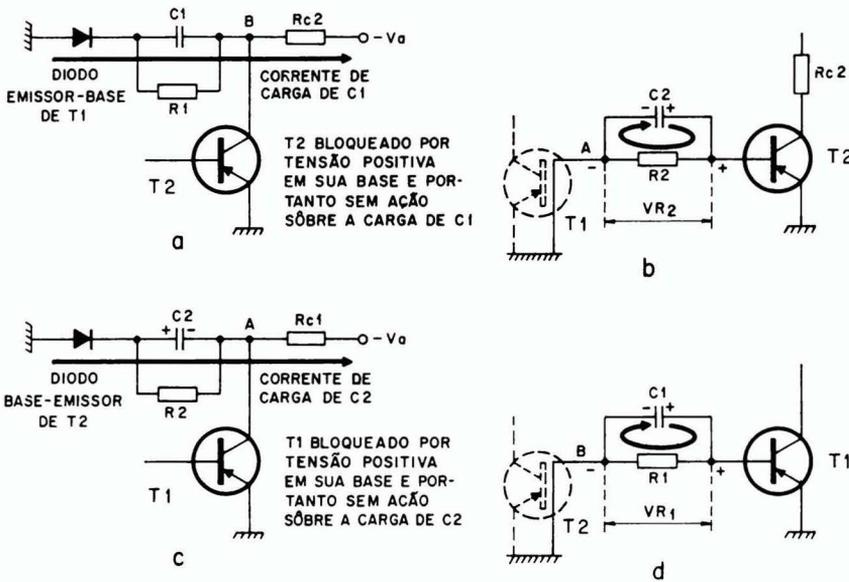 C1
B
Rc2
–Va
DIODO
EMISSOR-BASE
DE T1
R1
CORRENTE DE
CARGA DE C1
T2
T2 BLOQUEADO POR
TENSÃO POSITIVA
EM SUA BASE E POR-
TANTO SEM AÇÃO
SÔBRE A CARGA DE C1
a
Rc2
C2
- +
A
-
R2
+
T2
T1
VR2
b
C2
+ -
A
Rc1
–Va
DIODO
BASE-EMISSOR
DE T2
R2
CORRENTE DE
CARGA DE C2
T1
T1 BLOQUEADO POR
TENSÃO POSITIVA
EM SUA BASE E POR-
TANTO SEM AÇÃO
SÔBRE A CARGA DE C2
c
C1
- +
B
-
R1
+
T1
T2
VR1
d